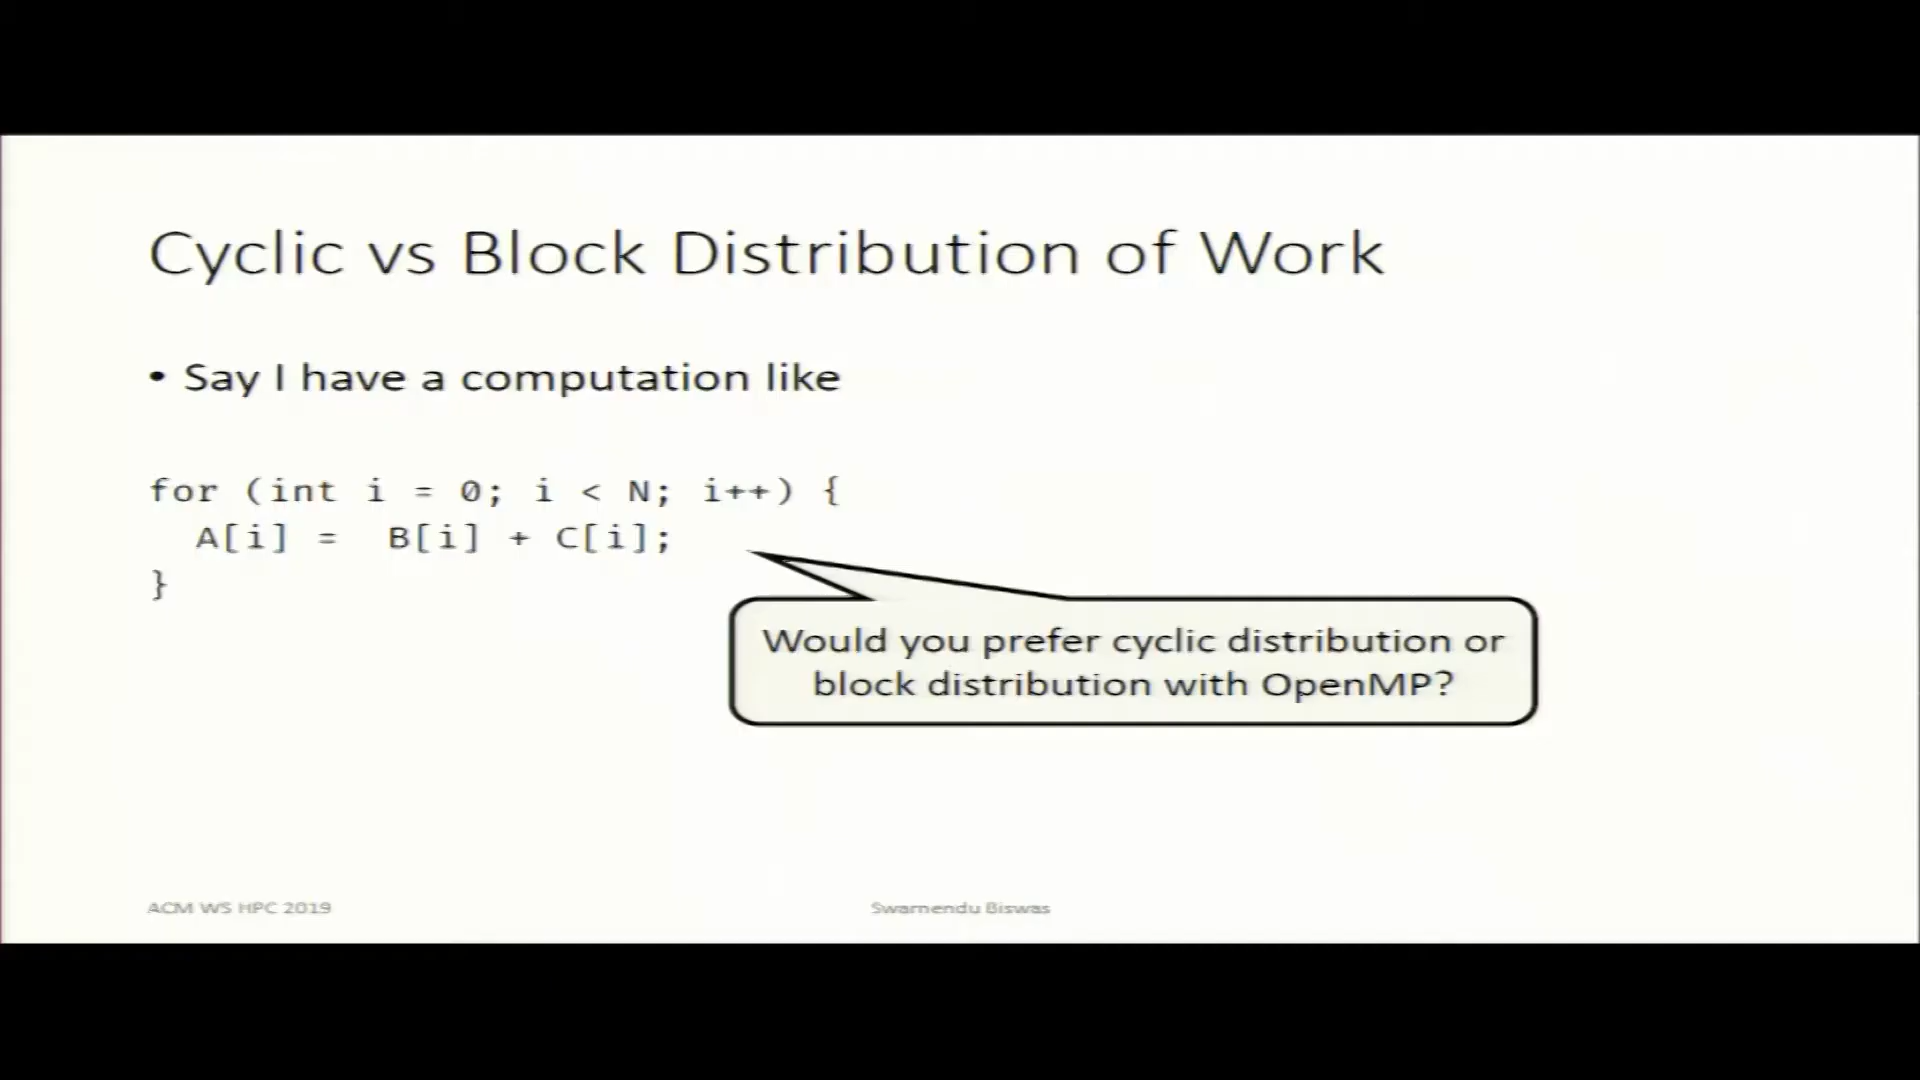 Cyclic vs Block Distribution of Work
• Say I have a computation like
for (int i = 0; i < N; i++) {
A[i] = B[i] + C[i];
}
Would you prefer cyclic distribution or
block distribution with OpenMP?
ACM WS HPC 2019
Swarnendu Biswas